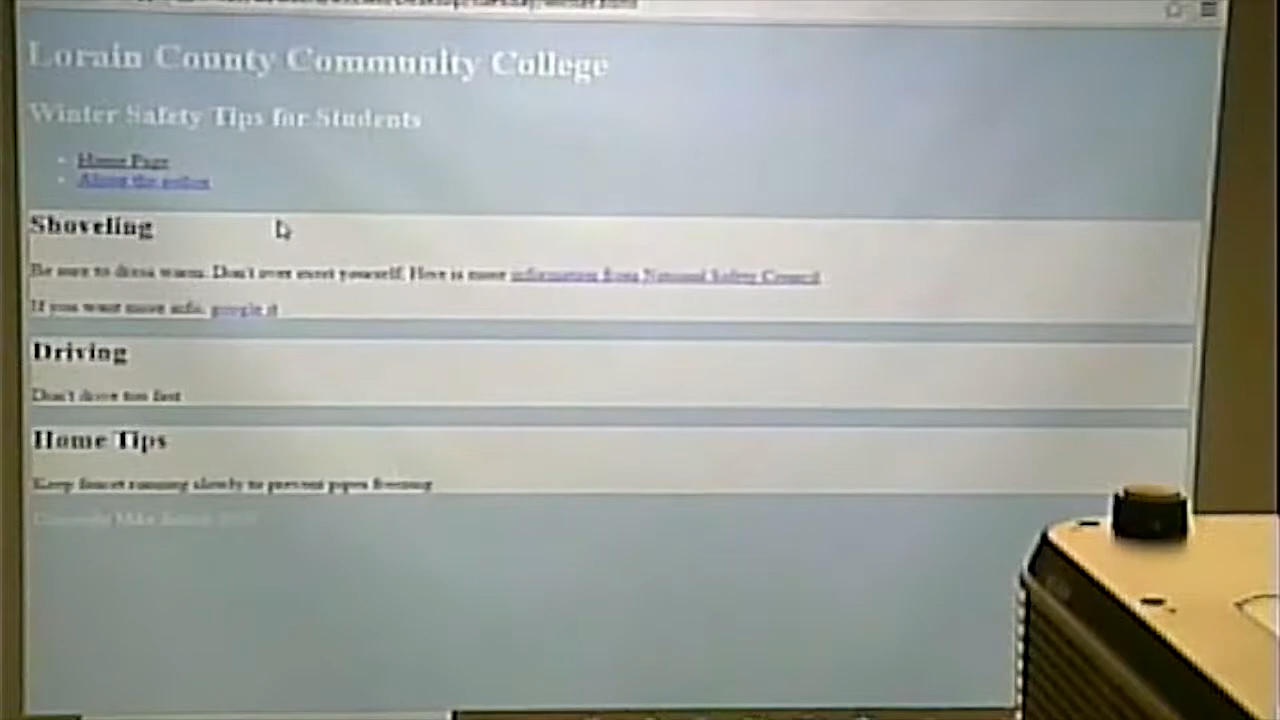 Lorain County Community College
Winter Safety Tips for Students
Home Page
About the author
Shoveling
Be sure to dress warm. Don't over exert yourself. Here is more information from National Safety Council
If you want more info, google it
Driving
Don't drive too fast
Home Tips
Keep faucet running slowly to prevent pipes freezing
Copyright Mike